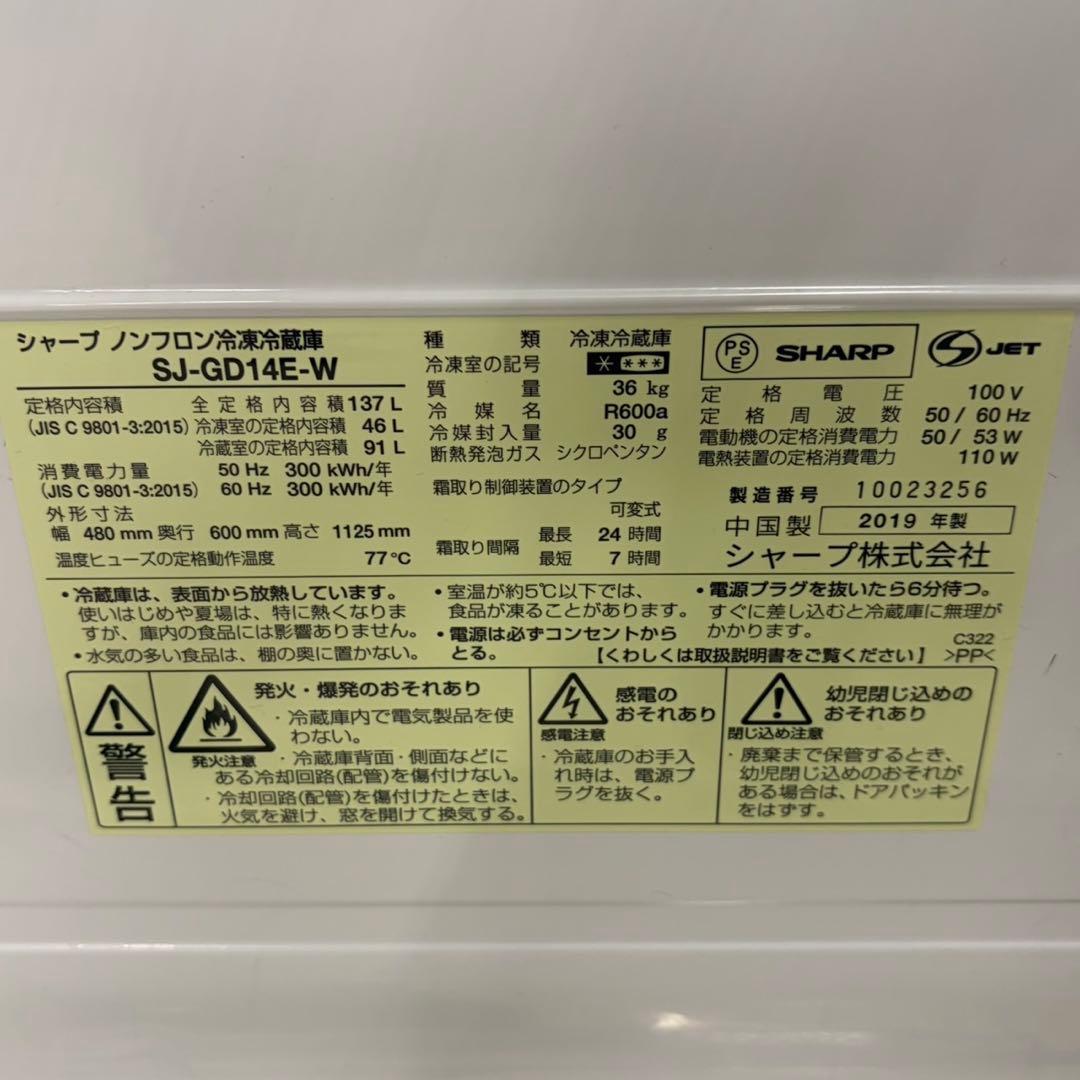 シャープ ノンフロン冷凍冷蔵庫
SJ-GD14E-W
定格内容積 全定格内容積 137 L
(JIS C 9801-3:2015) 冷凍室の定格内容積 46 L
冷蔵室の定格内容積 91 L
消費電力量 50 Hz 300 kWh/年
(JIS C 9801-3:2015) 60 Hz 300 kWh/年
外形寸法
幅 480 mm 奥行 600 mm 高さ 1125 mm
温度ヒューズの定格動作温度 77℃
種類 冷凍冷蔵庫
冷凍室の記号 * ***
質量 36 kg
冷媒名 R600a
冷媒封入量 30 g
断熱発泡ガス シクロペンタン
霜取り制御装置のタイプ
可変式
霜取り間隔 最長 24 時間
最短 7 時間
PSE SHARP S JET
定格電圧 100 V
定格周波数 50 / 60 Hz
電動機の定格消費電力 50 / 53 W
電熱装置の定格消費電力 110 W
製造番号 10023256
中国製 2019 年製
シャープ株式会社
・冷蔵庫は、表面から放熱しています。
使いはじめや夏場は、特に熱くなりま
すが、庫内の食品には影響ありません。
・水気の多い食品は、棚の奥に置かない。
・室温が約5℃以下では、
食品が凍ることがあります。
・電源は必ずコンセントから
とる。
・電源プラグを抜いたら6分待つ。
すぐに差し込むと冷蔵庫に無理が
かかります。
C322
【くわしくは取扱説明書をご覧ください】 >PP<
警告
発火・爆発のおそれあり
発火注意
・冷蔵庫内で電気製品を使
わない。
・冷蔵庫背面・側面などに
ある冷却回路(配管)を傷付けない。
・冷却回路(配管)を傷付けたときは、
火気を避け、窓を開けて換気する。
感電の
おそれあり
感電注意
・冷蔵庫のお手入
れ時は、電源プ
ラグを抜く。
幼児閉じ込めの
おそれあり
閉じ込め注意
・廃棄まで保管するとき、
幼児閉じ込めのおそれが
ある場合は、ドアパッキン
をはずす。